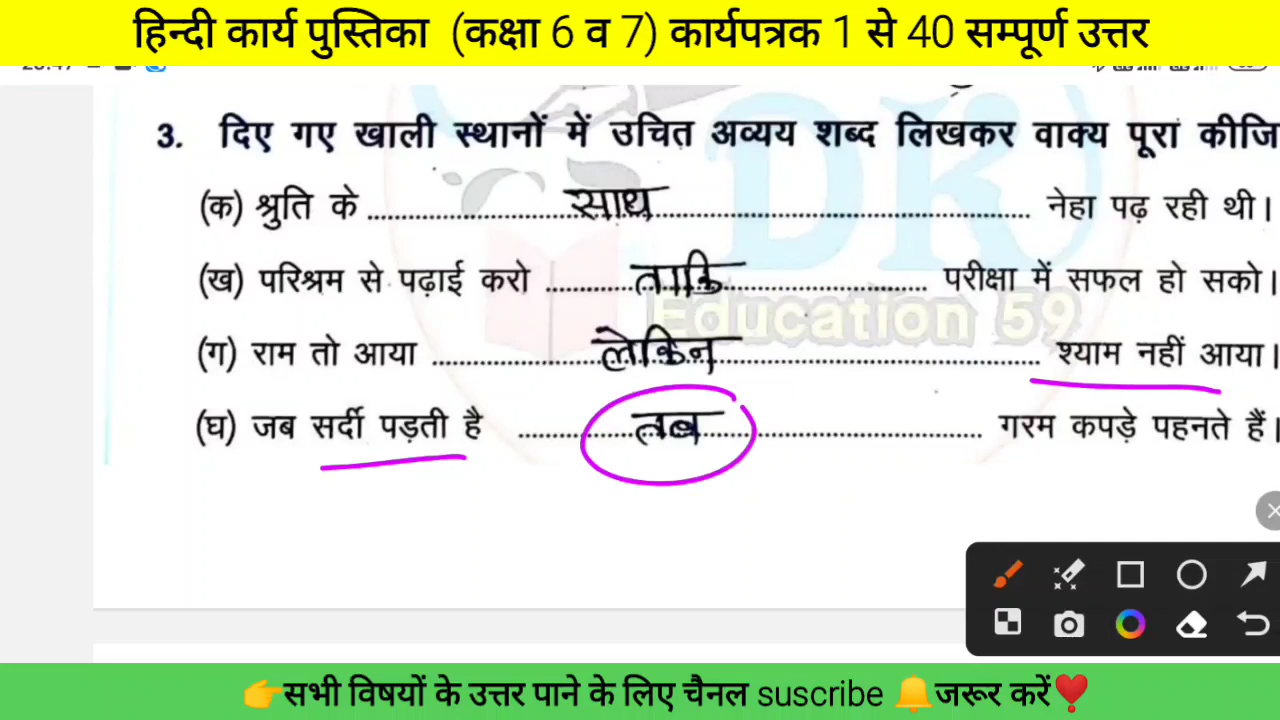 हिन्दी कार्य पुस्तिका (कक्षा 6 व 7) कार्यपत्रक 1 से 40 सम्पूर्ण उत्तर
3. दिए गए खाली स्थानों में उचित अव्यय शब्द लिखकर वाक्य पूरा कीजि
(क) श्रुति के .......... साथ .......... नेहा पढ़ रही थी।
(ख) परिश्रम से पढ़ाई करो .......... ताकि .......... परीक्षा में सफल हो सको।
Education 59
(ग) राम तो आया .......... लेकिन .......... श्याम नहीं आया।
(घ) जब सर्दी पड़ती है .......... तब .......... गरम कपड़े पहनते हैं।
👉सभी विषयों के उत्तर पाने के लिए चैनल suscribe 🔔जरूर करें❣️